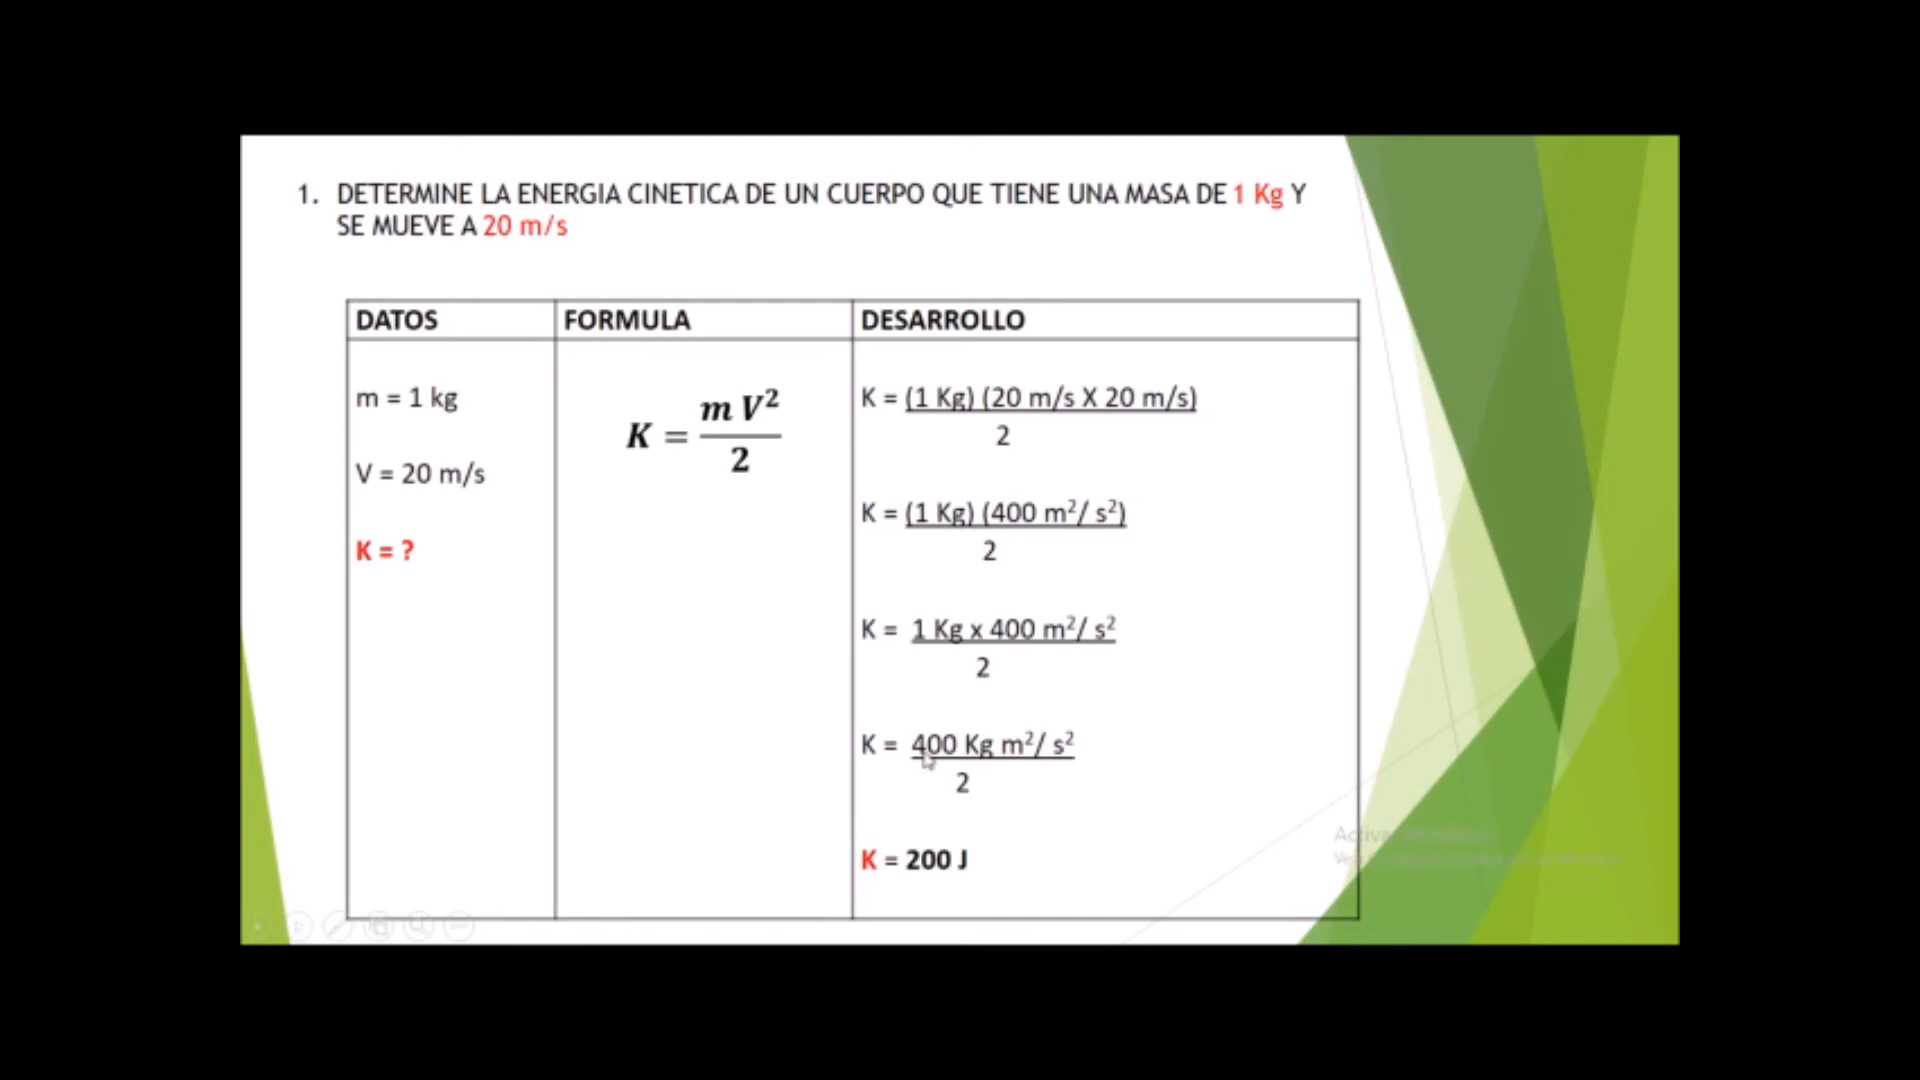 1. DETERMINE LA ENERGIA CINETICA DE UN CUERPO QUE TIENE UNA MASA DE 1 Kg Y
SE MUEVE A 20 m/s
DATOS FORMULA DESARROLLO
m = 1 kg
V = 20 m/s
K = ?
K = m V² / 2
K = (1 Kg) (20 m/s X 20 m/s)
2
K = (1 Kg) (400 m²/ s²)
2
K = 1 Kg x 400 m²/ s²
2
K = 400 Kg m²/ s²
2
K = 200 J